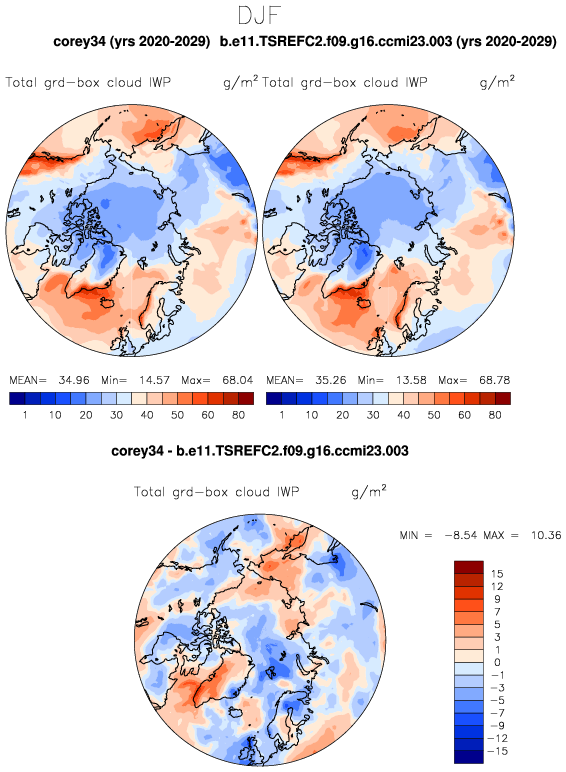 DJF
corey34 (yrs 2020-2029) b.e11.TSREFC2.f09.g16.ccmi23.003 (yrs 2020-2029)
Total grd-box cloud IWP g/m² Total grd-box cloud IWP g/m²
MEAN= 34.96 Min= 14.57 Max= 68.04 MEAN= 35.26 Min= 13.58 Max= 68.78
1 10 20 30 40 50 60 80 1 10 20 30 40 50 60 80
corey34 - b.e11.TSREFC2.f09.g16.ccmi23.003
Total grd-box cloud IWP g/m²
MIN = -8.54 MAX = 10.36
15
12
9
7
5
3
1
0
-1
-3
-5
-7
-9
-12
-15